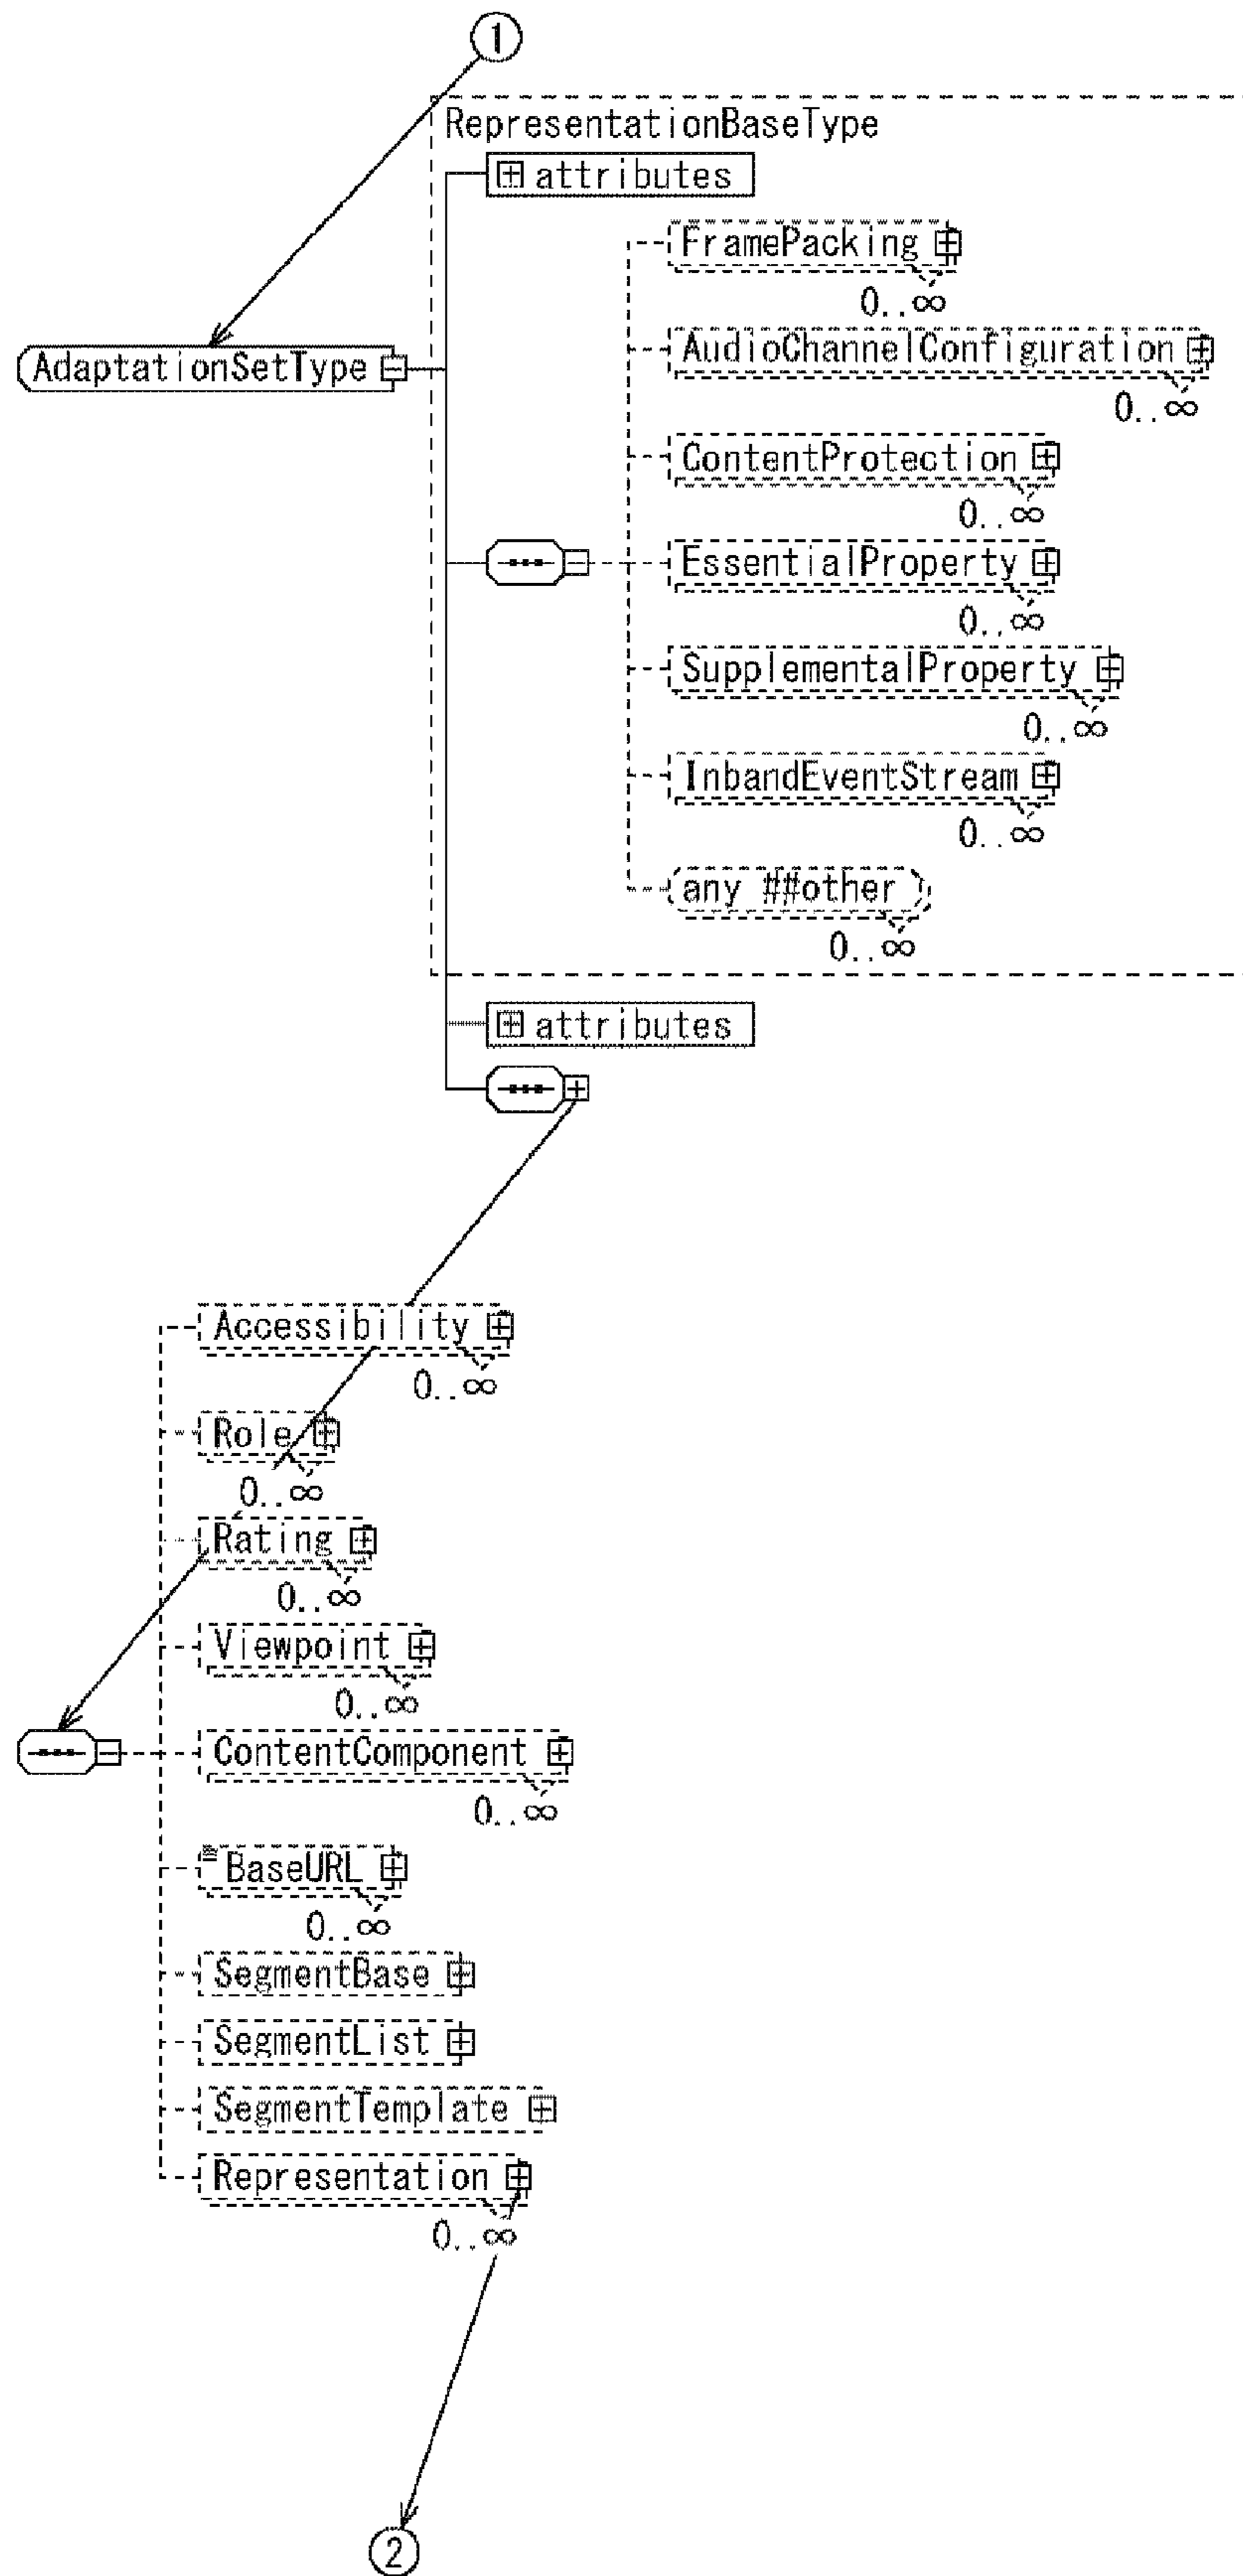 1
RepresentationBaseType
attributes
FramePacking
0..∞
AdaptationSetType
AudioChannelConfiguration
0..∞
ContentProtection
0..∞
EssentialProperty
0..∞
SupplementalProperty
0..∞
InbandEventStream
0..∞
any ##other
0..∞
attributes
Accessibility
0..∞
Role
0..∞
Rating
0..∞
Viewpoint
0..∞
ContentComponent
0..∞
BaseURL
0..∞
SegmentBase
SegmentList
SegmentTemplate
Representation
0..∞
2